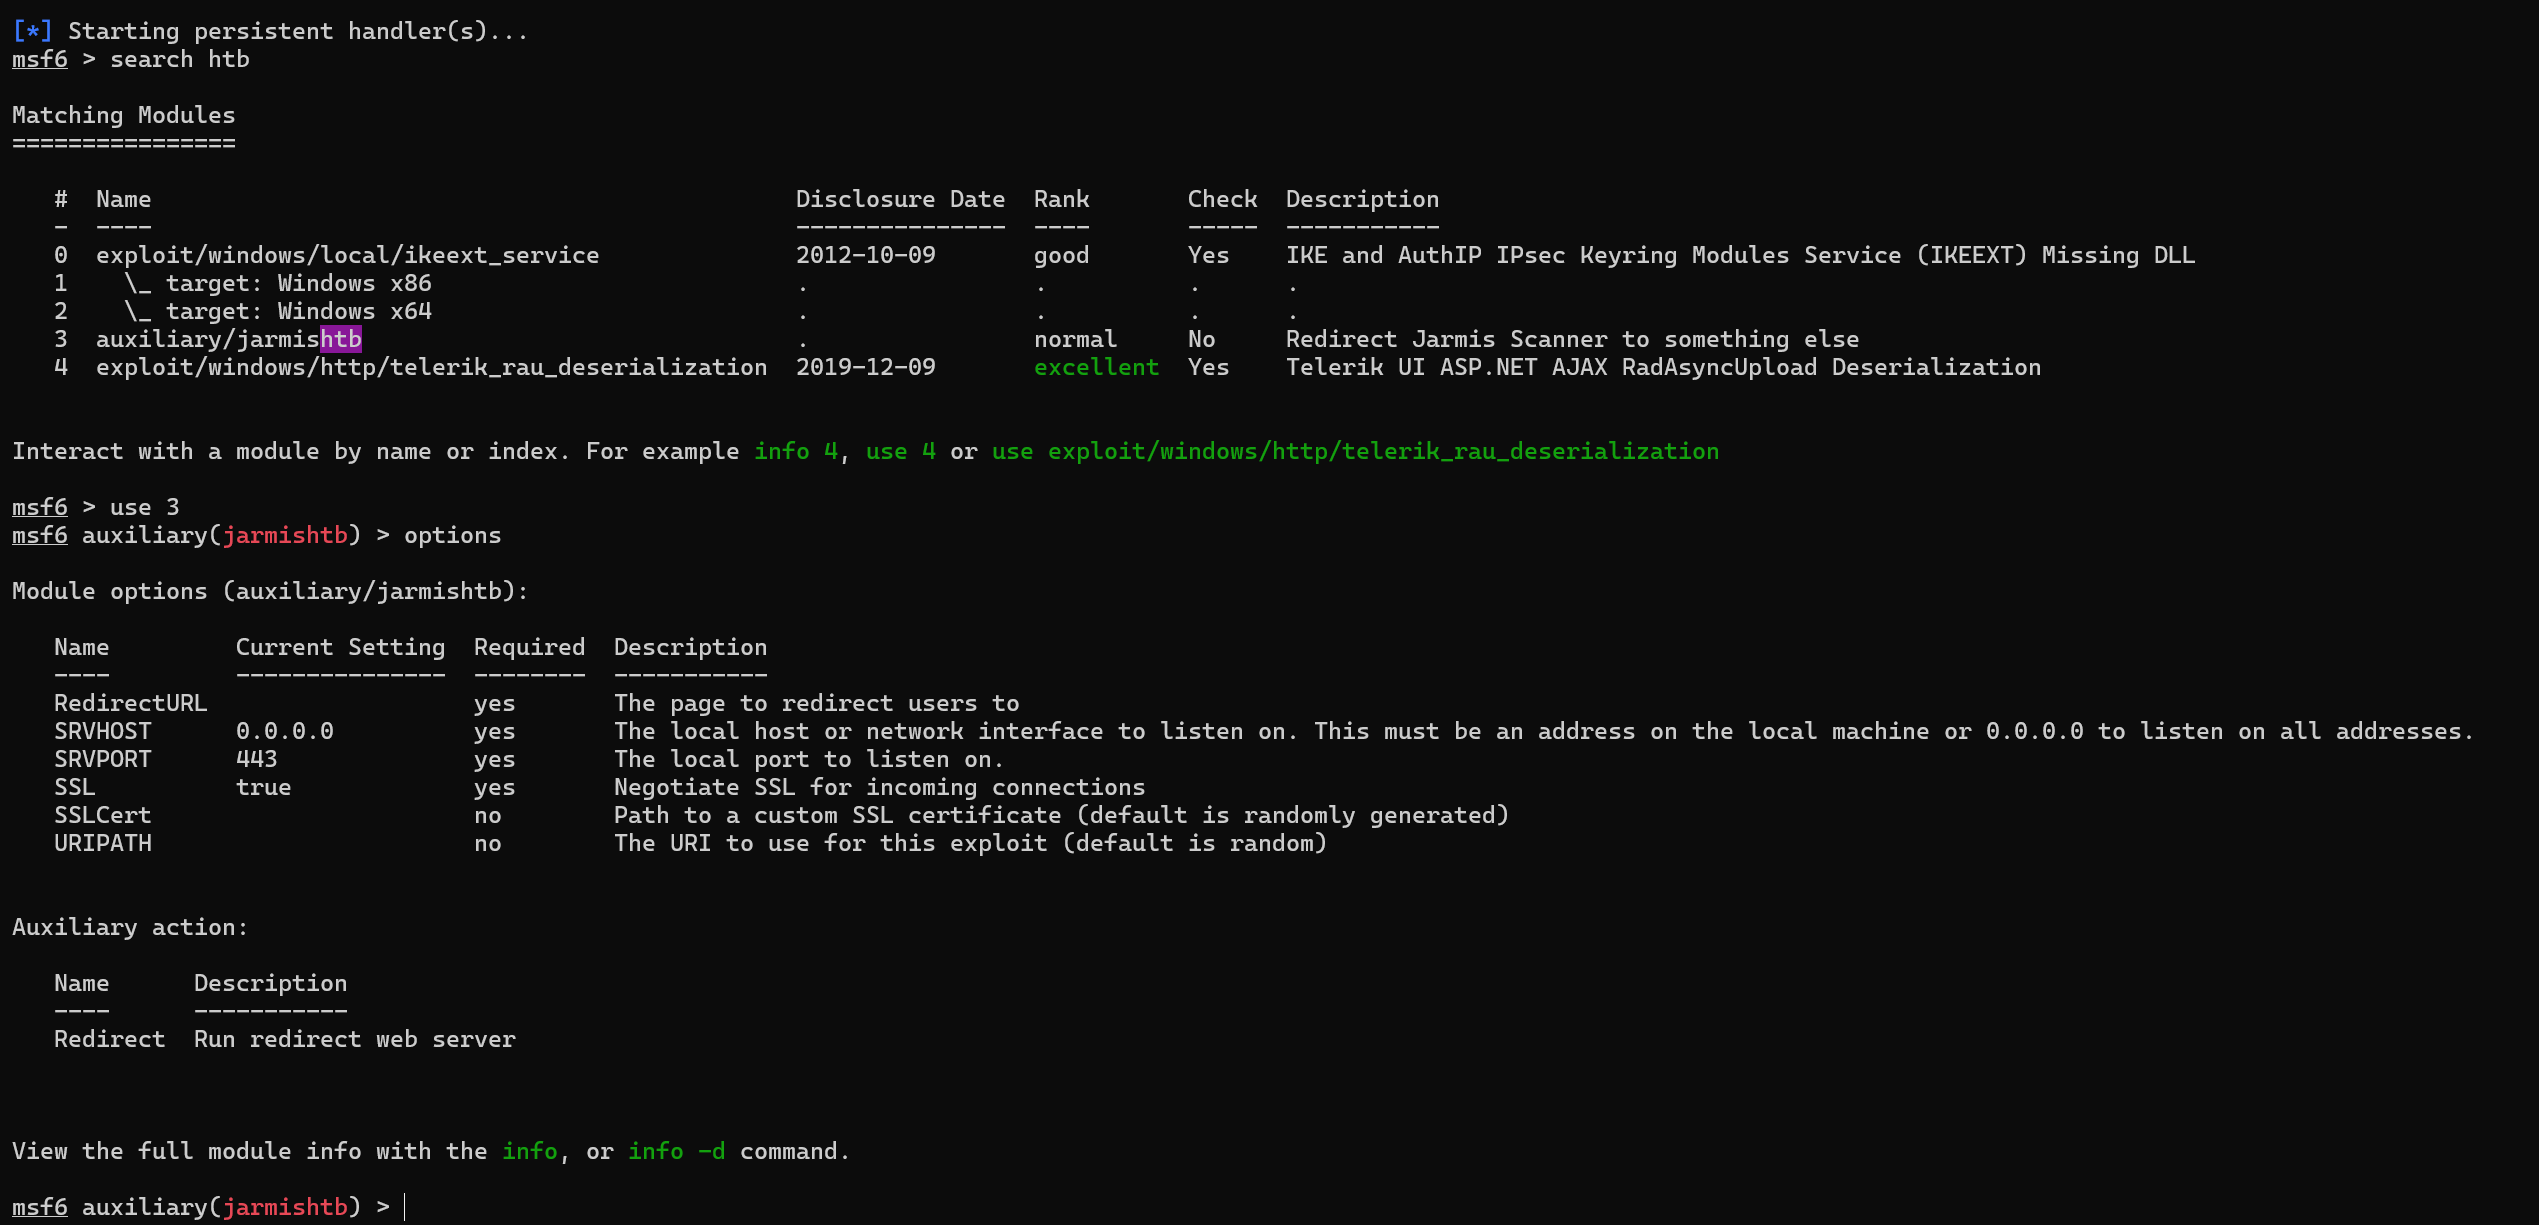 [*] Starting persistent handler(s)...
msf6 > search htb
Matching Modules
================
   #  Name                                              Disclosure Date  Rank       Check  Description
   -  ----                                              ---------------  ----       -----  -----------
   0  exploit/windows/local/ikeext_service              2012-10-09       good       Yes    IKE and AuthIP IPsec Keyring Modules Service (IKEEXT) Missing DLL
   1    \_ target: Windows x86                          .                .          .      .
   2    \_ target: Windows x64                          .                .          .      .
   3  auxiliary/jarmishtb                               .                normal     No     Redirect Jarmis Scanner to something else
   4  exploit/windows/http/telerik_rau_deserialization  2019-12-09       excellent  Yes    Telerik UI ASP.NET AJAX RadAsyncUpload Deserialization
Interact with a module by name or index. For example info 4, use 4 or use exploit/windows/http/telerik_rau_deserialization
msf6 > use 3
msf6 auxiliary(jarmishtb) > options
Module options (auxiliary/jarmishtb):
   Name         Current Setting  Required  Description
   ----         ---------------  --------  -----------
   RedirectURL                   yes       The page to redirect users to
   SRVHOST      0.0.0.0          yes       The local host or network interface to listen on. This must be an address on the local machine or 0.0.0.0 to listen on all addresses.
   SRVPORT      443              yes       The local port to listen on.
   SSL          true             yes       Negotiate SSL for incoming connections
   SSLCert                       no        Path to a custom SSL certificate (default is randomly generated)
   URIPATH                       no        The URI to use for this exploit (default is random)
Auxiliary action:
   Name      Description
   ----      -----------
   Redirect  Run redirect web server
View the full module info with the info, or info -d command.
msf6 auxiliary(jarmishtb) >